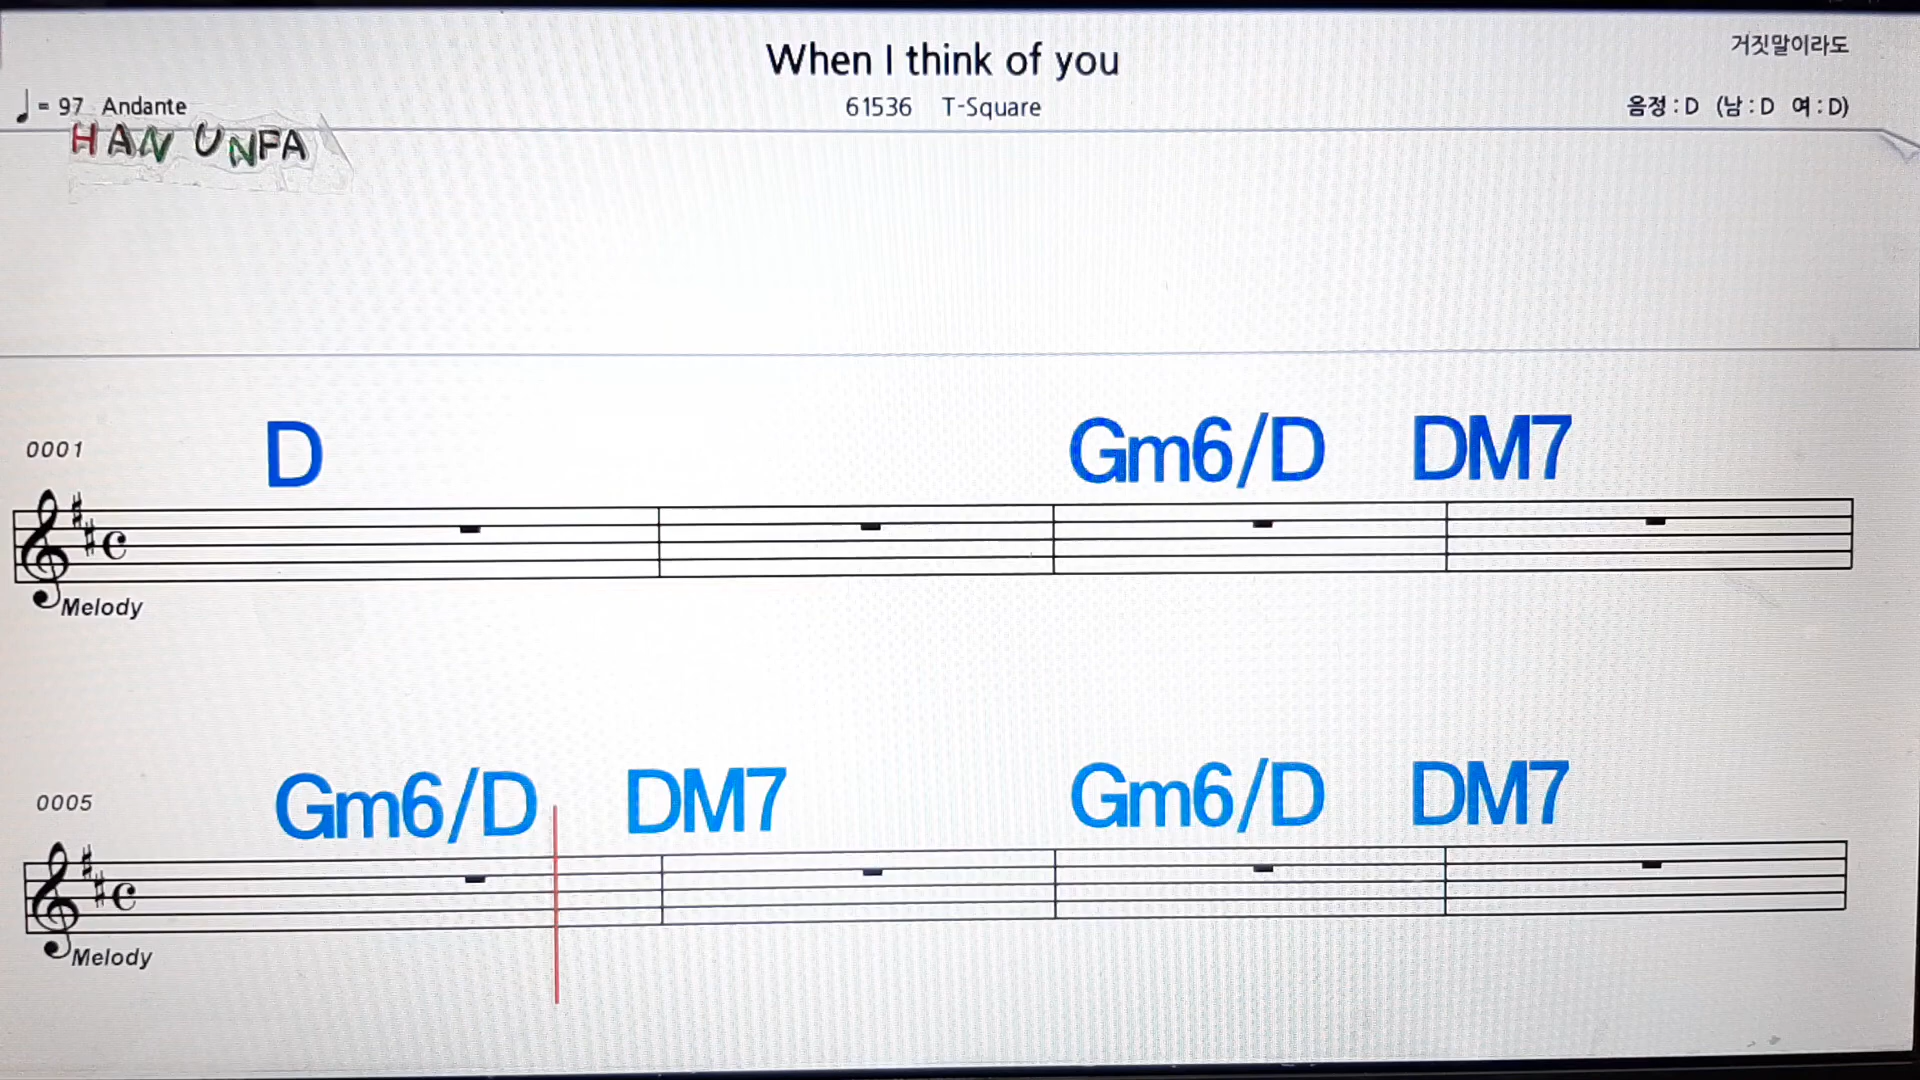 When I think of you
거짓말이라도
♩ = 97 Andante
61536 T-Square
음정 : D (남 : D 여 : D)
HAN UNPA
0001
D Gm6/D DM7
Melody
0005
Gm6/D DM7 Gm6/D DM7
Melody